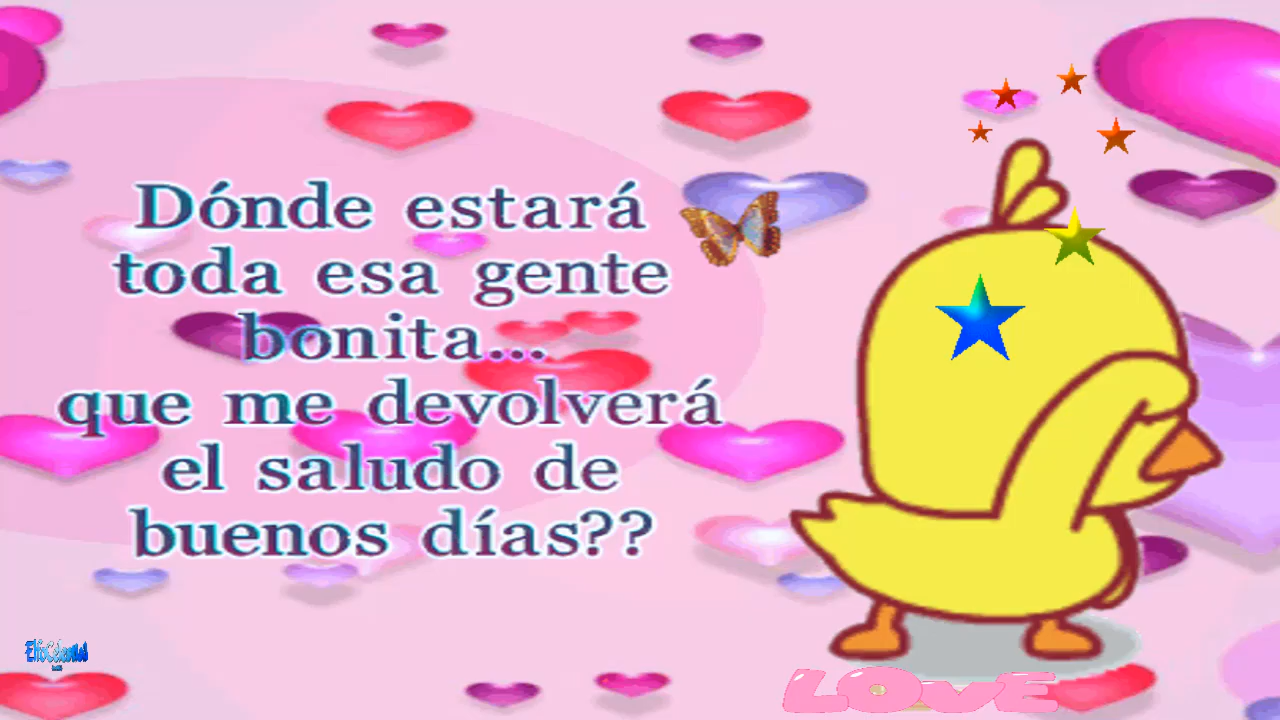 Dónde estará
toda esa gente
bonita...
que me devolverá
el saludo de
buenos días??
LOVE